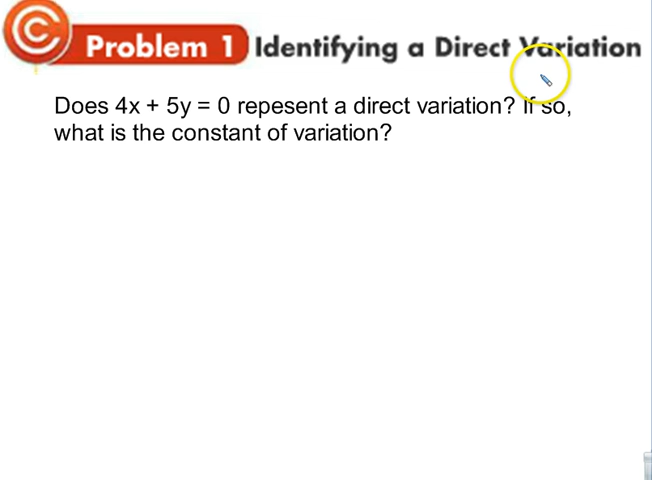 C Problem 1 Identifying a Direct Variation
Does 4x + 5y = 0 repesent a direct variation? If so,
what is the constant of variation?